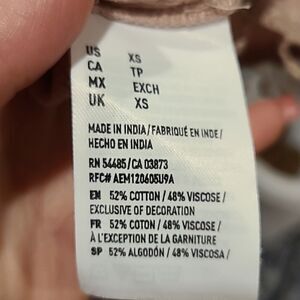 US XS
CA TP
MX EXCH
UK XS
MADE IN INDIA / FABRIQUÉ EN INDE /
HECHO EN INDIA
RN 54485 / CA 03873
RFC# AEM120605U9A
EN 52% COTTON / 48% VISCOSE /
EXCLUSIVE OF DECORATION
FR 52% COTON / 48% VISCOSE /
À L'EXCEPTION DE LA GARNITURE
SP 52% ALGODÓN / 48% VISCOSA /